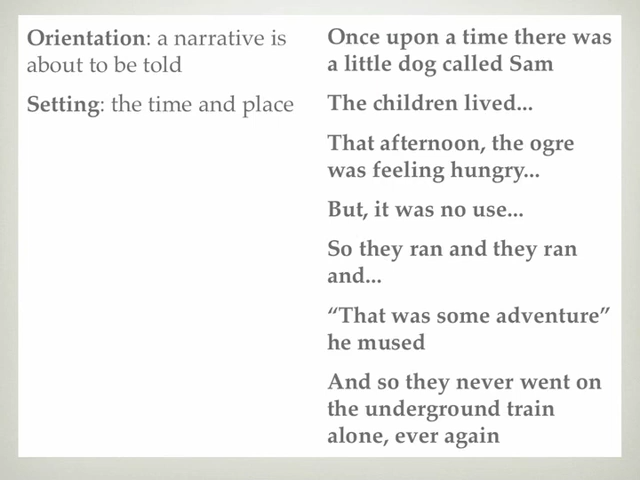 Orientation: a narrative is
about to be told
Setting: the time and place
Once upon a time there was
a little dog called Sam
The children lived...
That afternoon, the ogre
was feeling hungry...
But, it was no use...
So they ran and they ran
and...
“That was some adventure”
he mused
And so they never went on
the underground train
alone, ever again